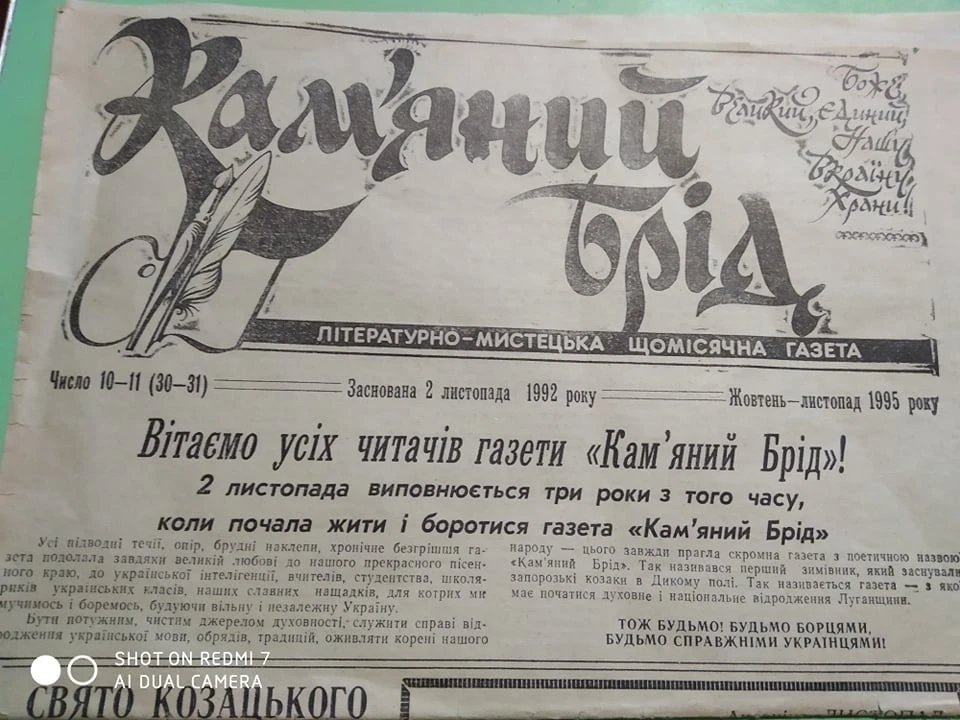 Кам'яний
Брід
Боже
Великий, Єдиний
Нашу
Вкраїну
Храни!
ЛІТЕРАТУРНО-МИСТЕЦЬКА ЩОМІСЯЧНА ГАЗЕТА
Число 10—11 (30—31)
Заснована 2 листопада 1992 року
Жовтень—листопад 1995 року
Вітаємо усіх читачів газети «Кам'яний Брід»!
2 листопада виповнюється три роки з того часу,
коли почала жити і боротися газета «Кам'яний Брід»
Усі підводні течії, опір, брудні наклепи, хронічне безгрішшя га-
зета подолала завдяки великій любові до нашого прекрасного пісен-
ного краю, до української інтелігенції, вчителів, студентства, школя-
риків українських класів, наших славних нащадків, для котрих ми
мучимось і боремось, будуючи вільну і незалежну Україну.
Бути потужним, чистим джерелом духовності, служити справі від-
родження української мови, обрядів, традицій, оживляти корені нашого
народу — цього завжди прагла скромна газета з поетичною назвою
«Кам'яний Брід». Так називався перший зимівник, який заснували
запорозькі козаки в Дикому полі. Так називається газета — з якої
має початися духовне і національне відродження Луганщини.
ТОЖ БУДЬМО! БУДЬМО БОРЦЯМИ,
БУДЬМО СПРАВЖНІМИ УКРАЇНЦЯМИ!
СВЯТО КОЗАЦЬКОГО
ЛИСТОПАД
SHOT ON REDMI 7
AI DUAL CAMERA